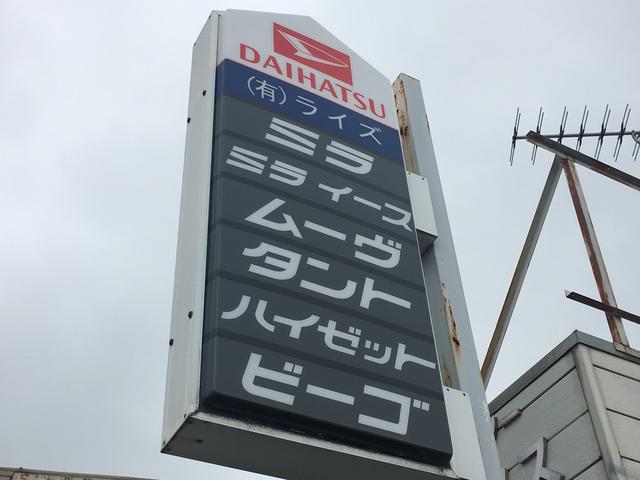 DAIHATSU
(有)ライズ
ミラ
ミラ イース
ムーヴ
タント
ハイゼット
ビーゴ